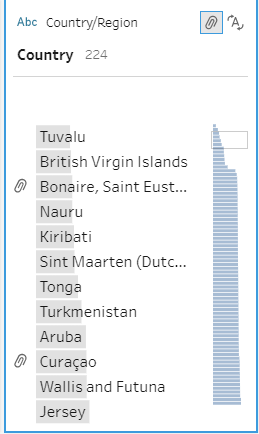 Abc Country/Region
Country 224
Tuvalu
British Virgin Islands
Bonaire, Saint Eust...
Nauru
Kiribati
Sint Maarten (Dutc...
Tonga
Turkmenistan
Aruba
Curaçao
Wallis and Futuna
Jersey